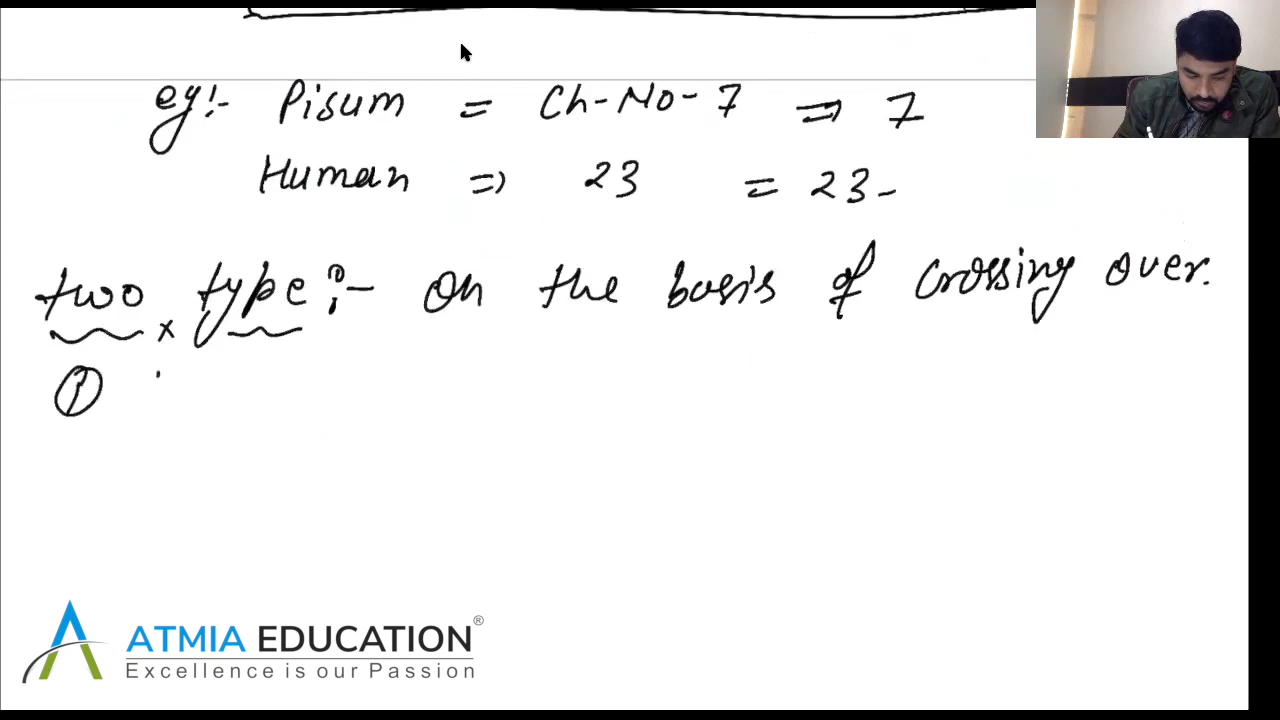 eg:- Pisum = Ch-No-7 => 7
Human => 23 = 23-
two type:- On the basis of crossing over.
①
ATMIA EDUCATION®
Excellence is our Passion